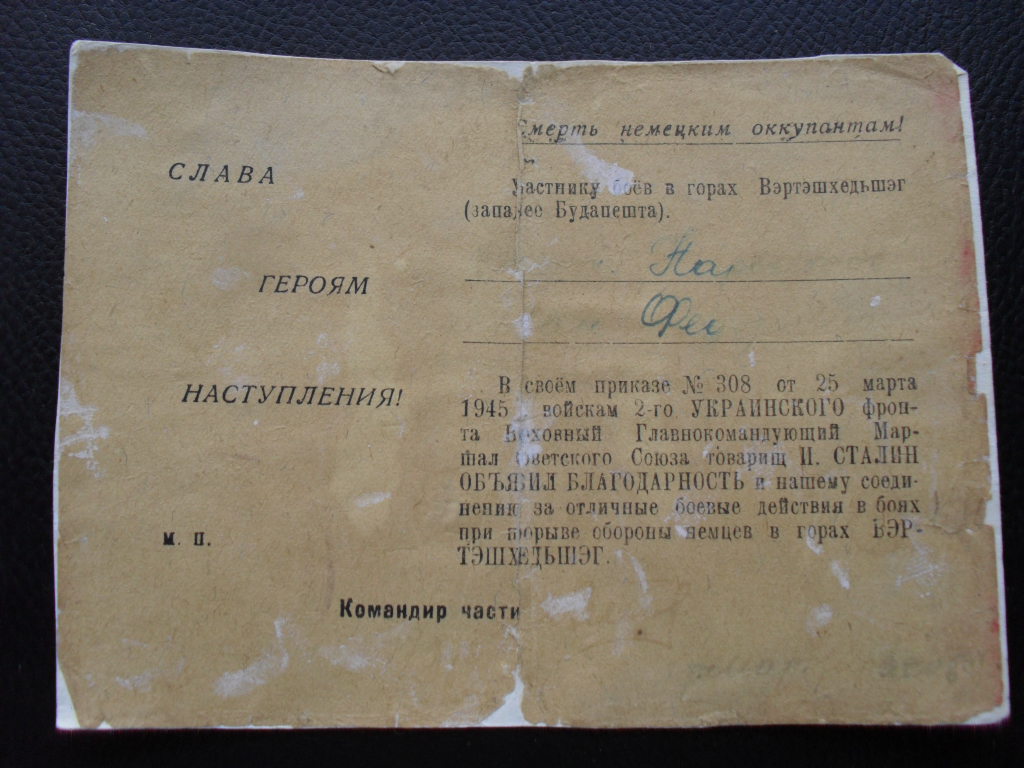 СЛАВА
ГЕРОЯМ
НАСТУПЛЕНИЯ!
М. П.
Командир части
Смерть немецким оккупантам!
Участнику боёв в горах Вэртэшхедьшэг
(западнее Будапешта).
В своём приказе № 308 от 25 марта
1945 войскам 2-го УКРАИНСКОГО фрон-
та Верховный Главнокомандующий Мар-
шал Советского Союза товарищ И. СТАЛИН
ОБЪЯВИЛ БЛАГОДАРНОСТЬ и нашему соеди-
нению за отличные боевые действия в боях
при прорыве обороны немцев в горах ВЭР-
ТЭШХЕДЬШЭГ.